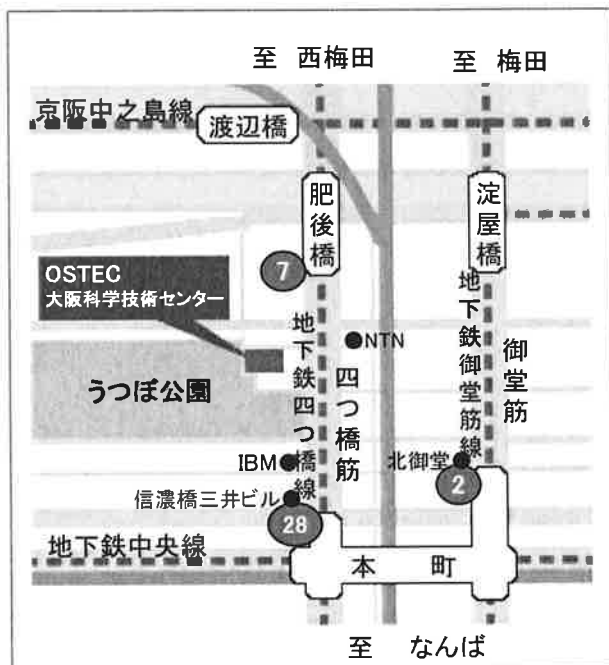 至 西梅田
至 梅田
京阪中之島線
渡辺橋
肥後橋
淀屋橋
7
OSTEC
大阪科学技術センター
地下鉄四つ橋線
四つ橋筋
NTN
地下鉄御堂筋線
御堂筋
うつぼ公園
IBM
北御堂
2
信濃橋三井ビル
28
地下鉄中央線
本 町
至 なんば